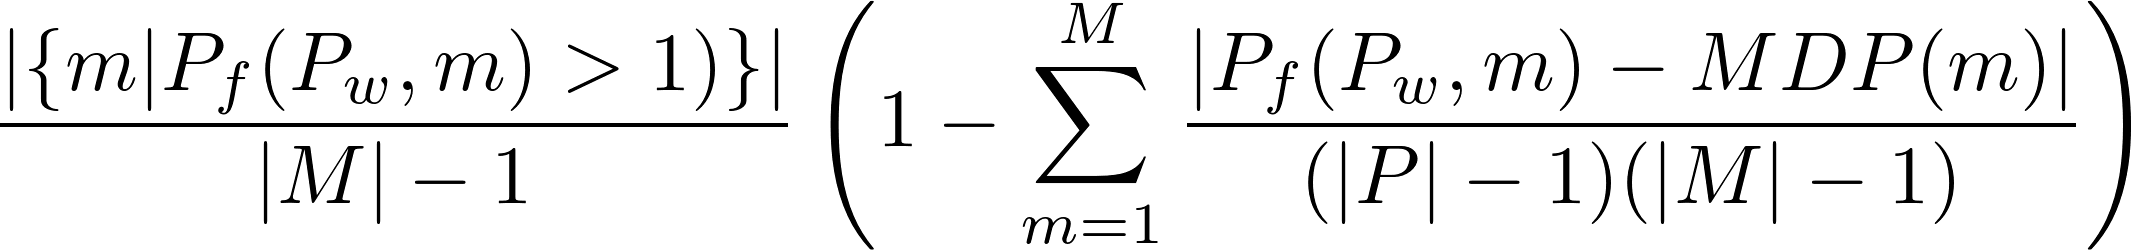 \frac{|\{m|P_f(P_w, m) > 1)\}|}{|M| - 1} \left(1 - \sum_{m=1}^{M} \frac{|P_f(P_w, m) - MDP(m)|}{(|P| - 1)(|M| - 1)}\right)